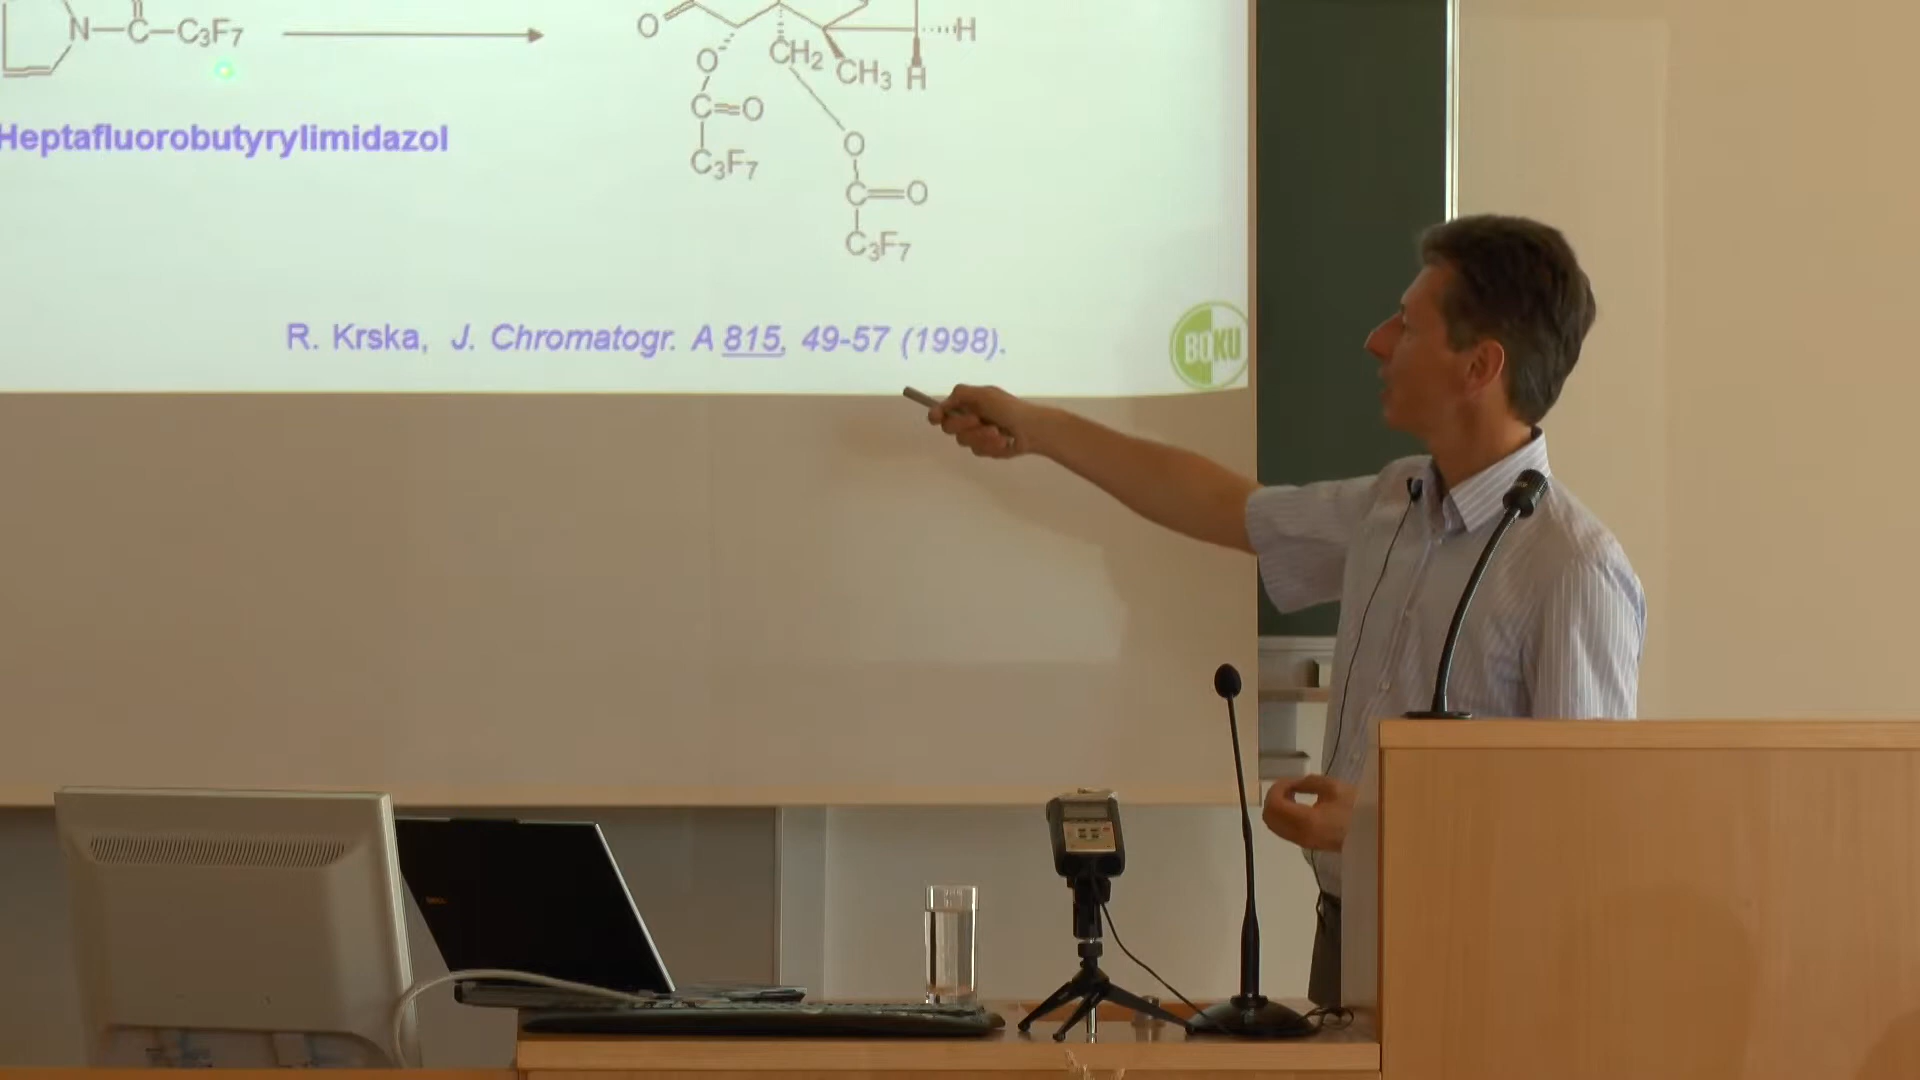 N—C—C3F7
O
CH2
CH3
H
H
O
C=O
C3F7
O
C=O
C3F7
Heptafluorobutyrylimidazol
R. Krska, J. Chromatogr. A 815, 49-57 (1998).
BOKU